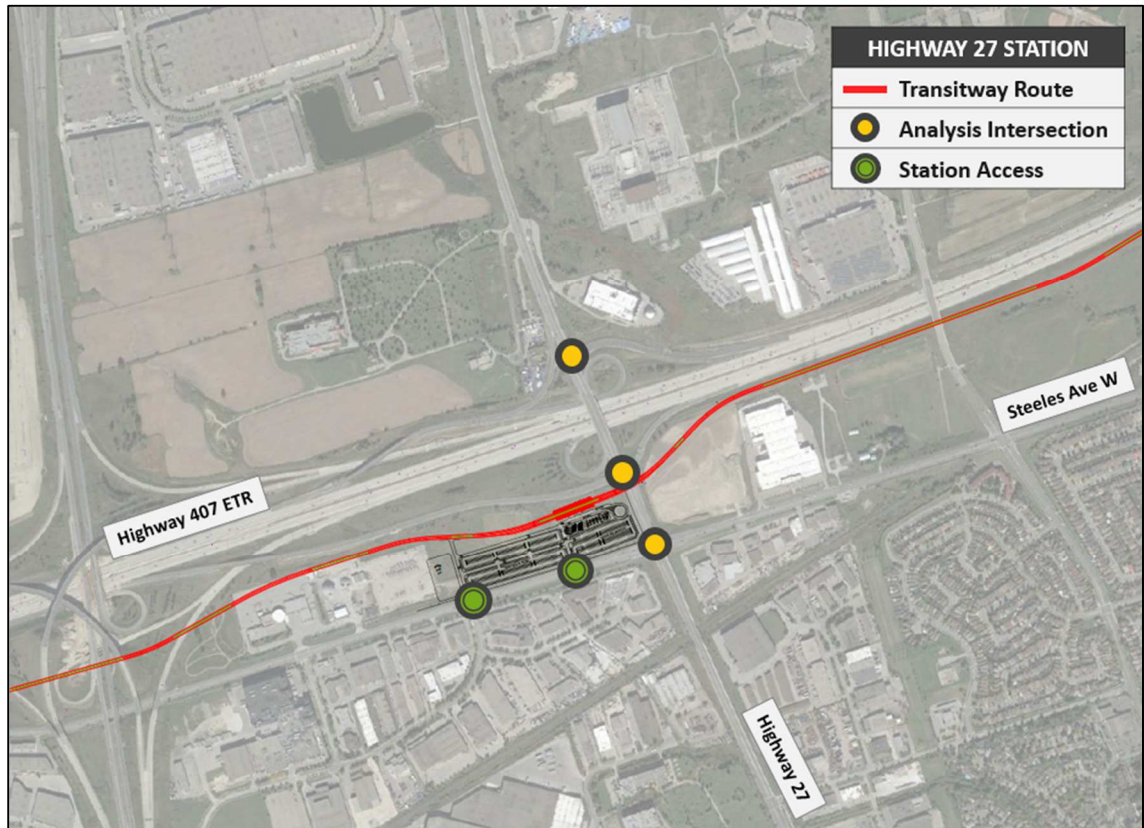 HIGHWAY 27 STATION
Transitway Route
Analysis Intersection
Station Access
Steeles Ave W
Highway 407 ETR
Highway 27